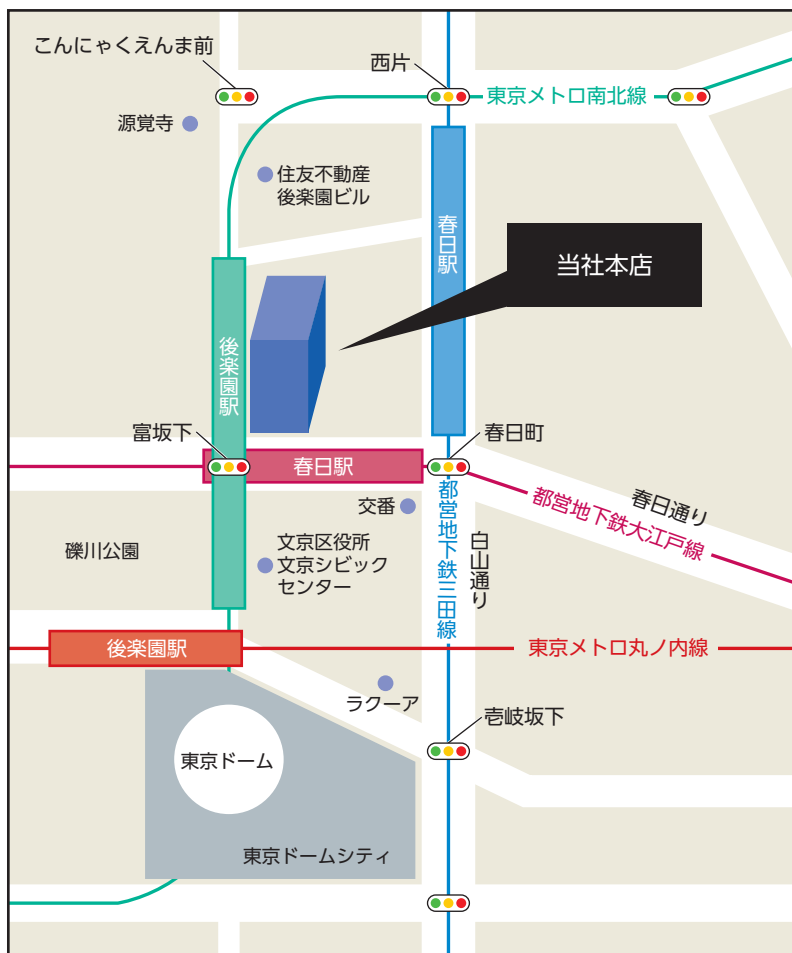 こんにゃくえんま前
西片
東京メトロ南北線
源覚寺
住友不動産
後楽園ビル
春日駅
当社本店
後楽園駅
富坂下
春日町
春日駅
春日通り
都営地下鉄大江戸線
交番
都営地下鉄三田線
白山通り
礫川公園
文京区役所
文京シビック
センター
後楽園駅
東京メトロ丸ノ内線
ラクーア
壱岐坂下
東京ドーム
東京ドームシティ